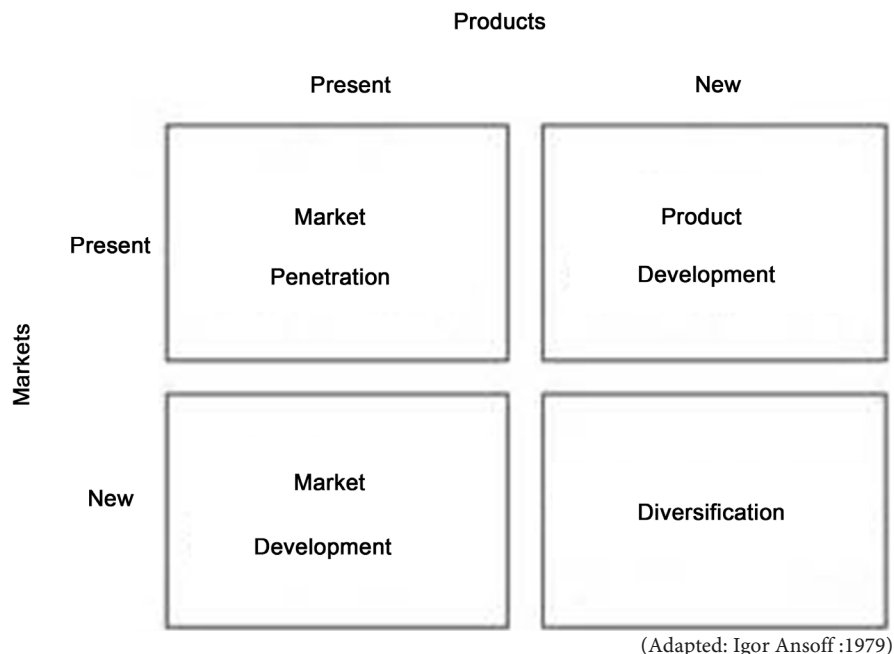 Products
Present New
Market
Penetration
Product
Development
Present
Markets
Market
Development
Diversification
New
(Adapted: Igor Ansoff :1979)